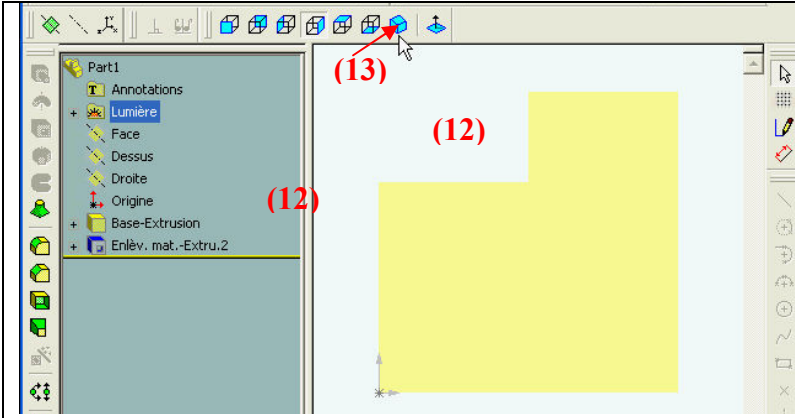 (13)
Part1
T Annotations
Lumière
(12)
Face
Dessus
Droite
Origine
(12)
Base-Extrusion
Enlèv. mat.-Extru.2